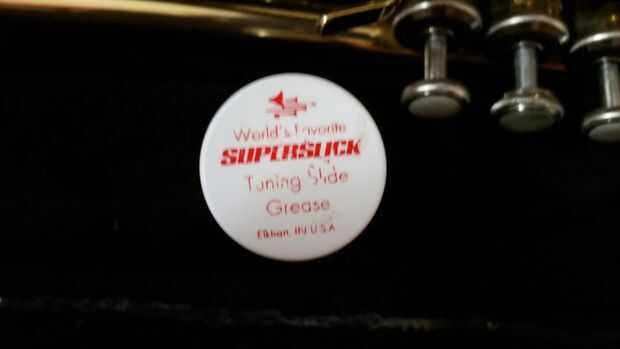 World's Favorite
SUPERSLICK
Tuning Slide
Grease
Elkhart, IN U.S.A.